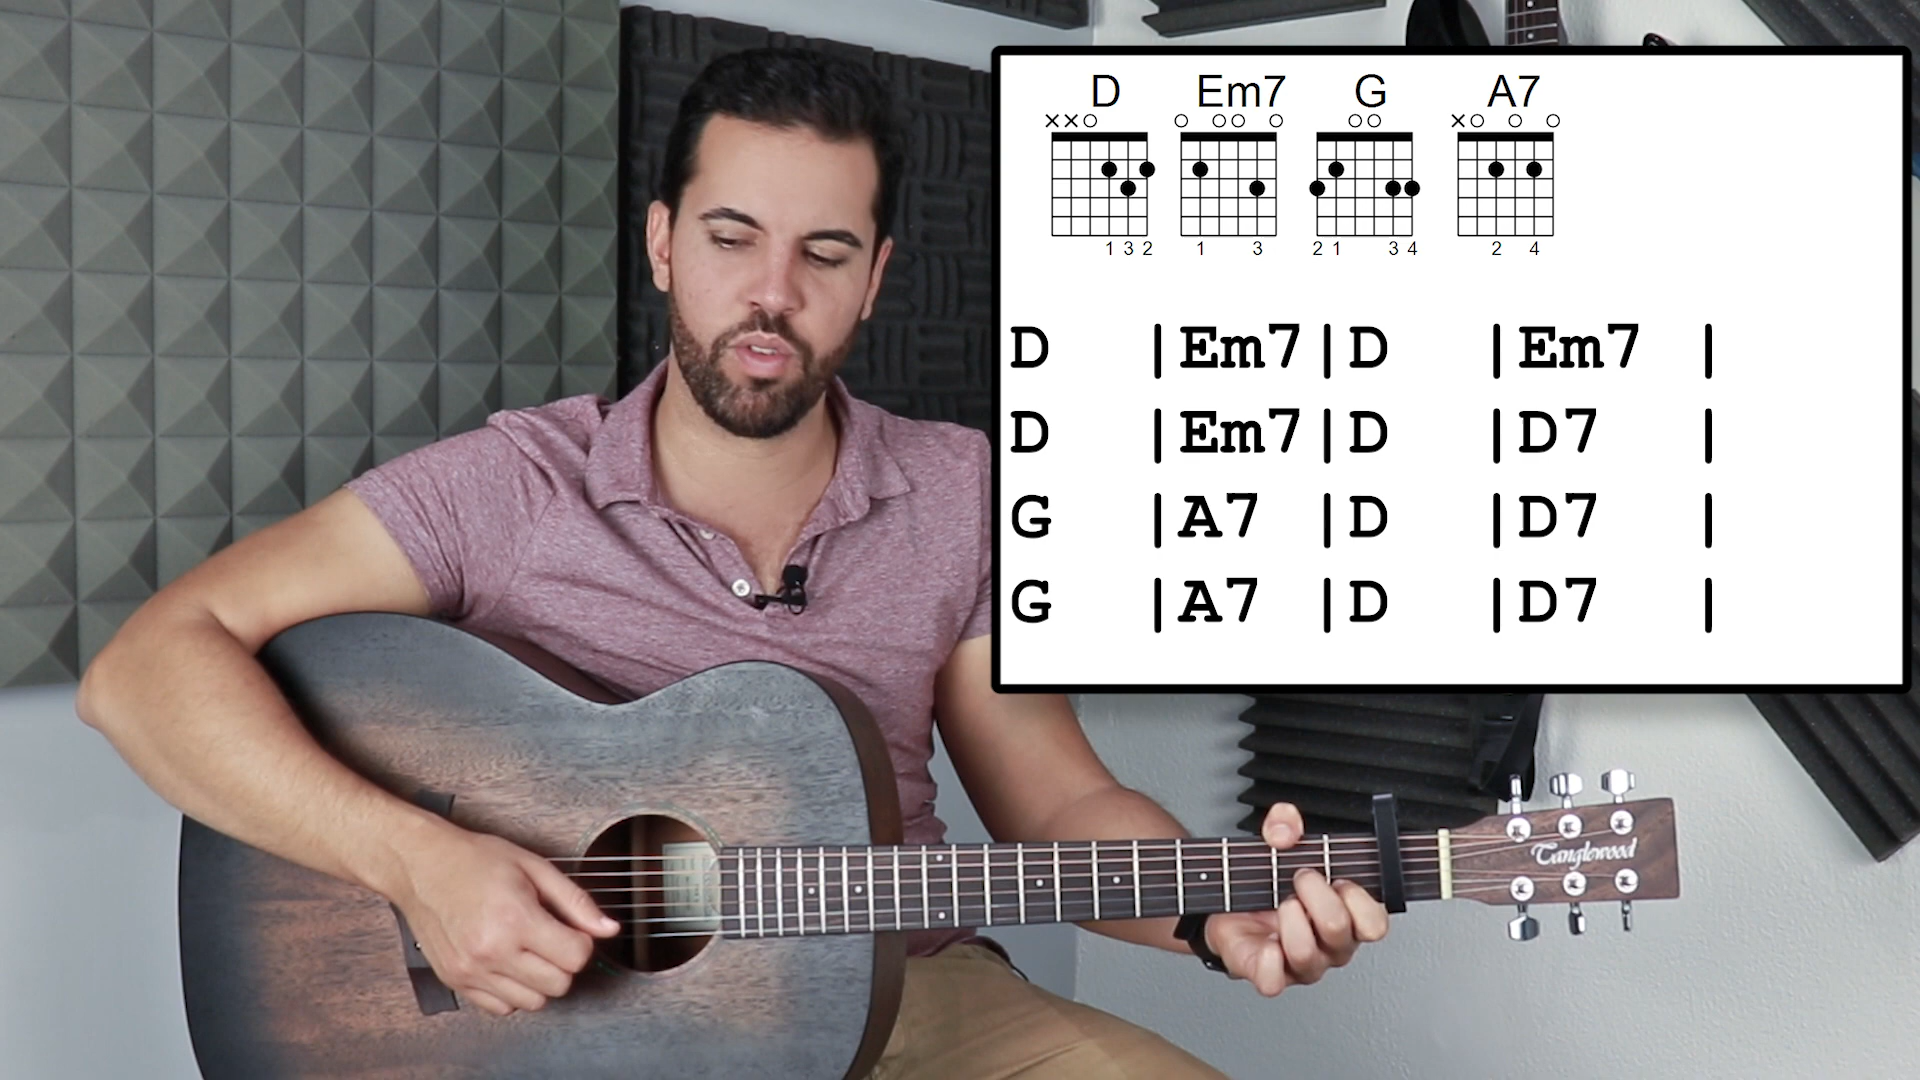 D Em7 G A7
××○ ○ ○○ ○ ○○ ×○ ○ ○
1 3 2 1 3 2 1 3 4 2 4
D |Em7 |D |Em7 |
D |Em7 |D |D7 |
G |A7 |D |D7 |
G |A7 |D |D7 |
Tanglewood